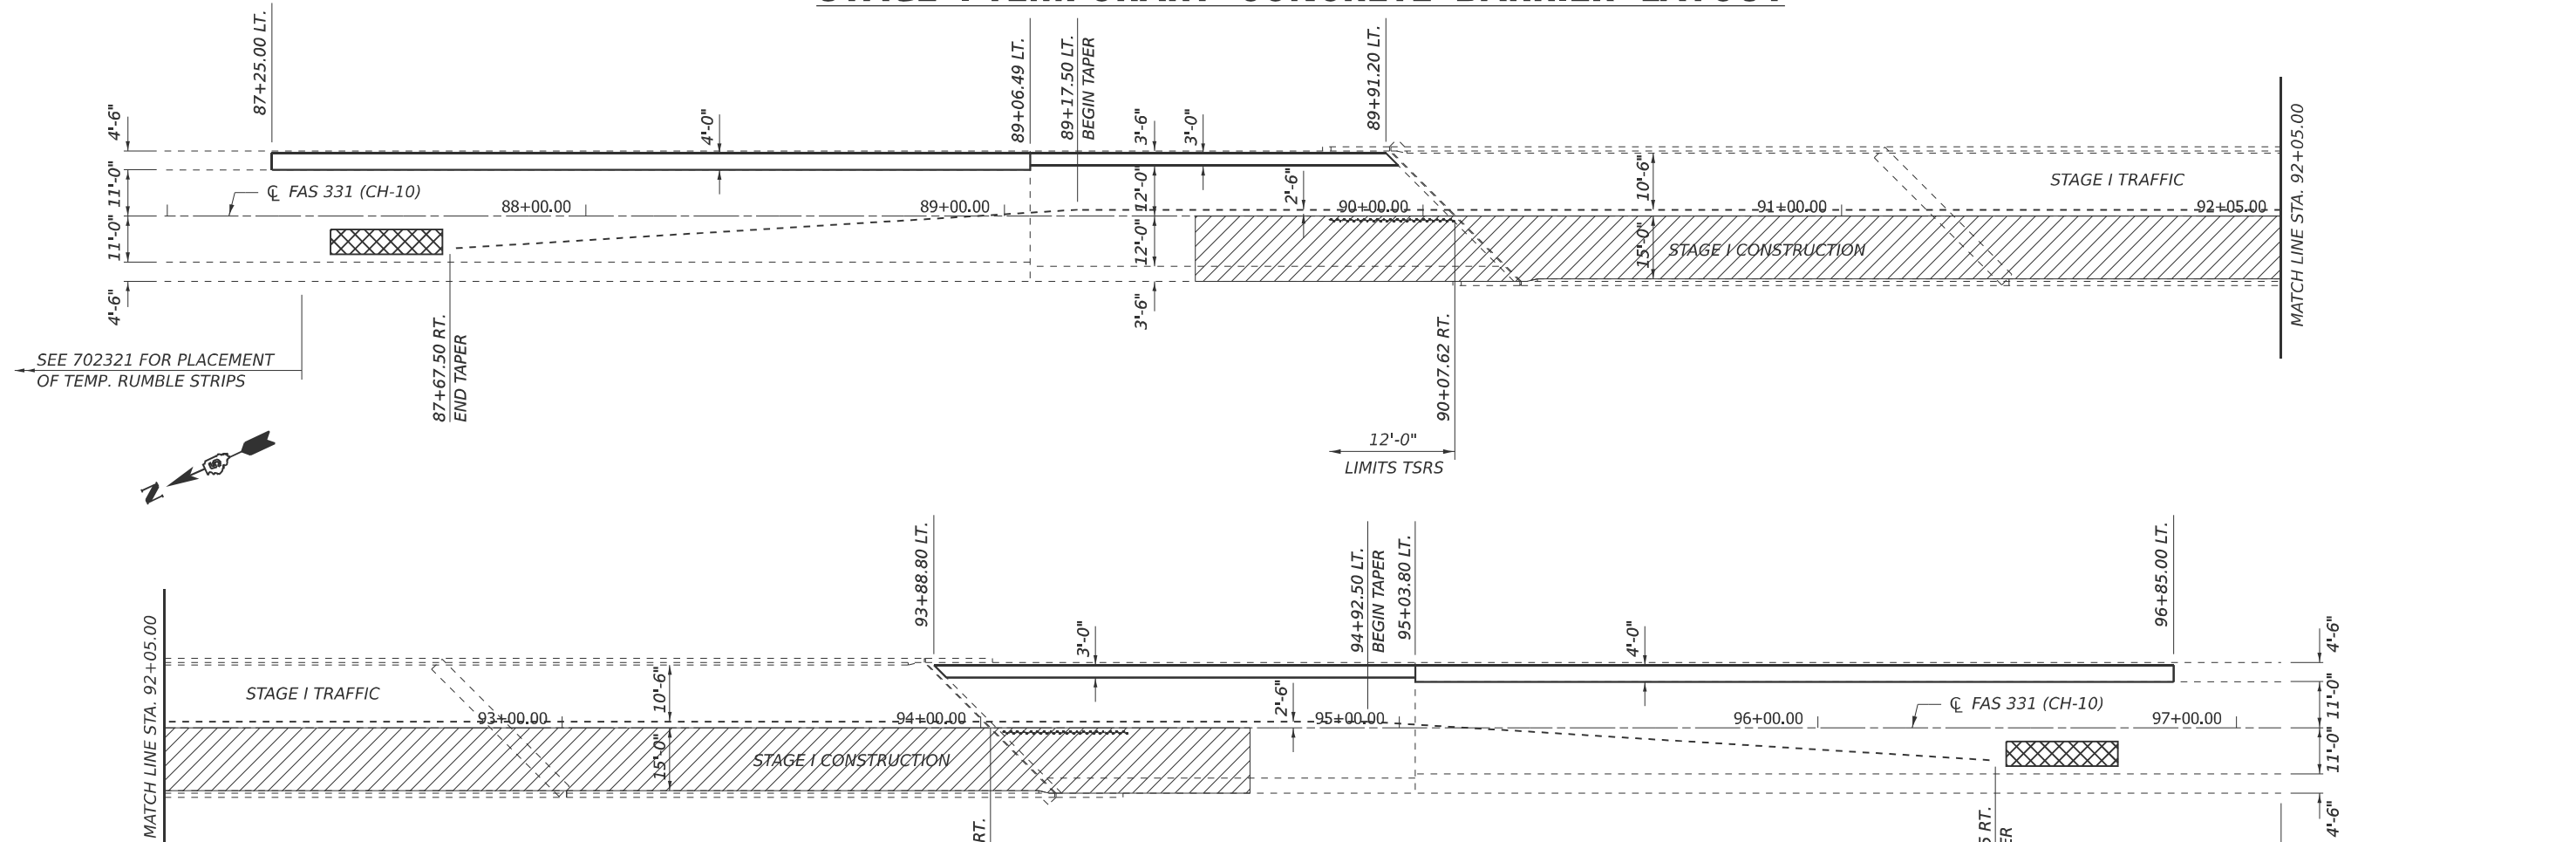 STAGE I TEMPORARY CONCRETE BARRIER LAYOUT
87+25.00 LT.
89+06.49 LT.
89+17.50 LT.
BEGIN TAPER
89+91.20 LT.
4'-6"
4'-0"
3'-6"
3'-0"
MATCH LINE STA. 92+05.00
11'-0"
℄ FAS 331 (CH-10)
12'-0"
2'-6"
10'-6"
STAGE I TRAFFIC
88+00.00
89+00.00
90+00.00
91+00.00
92+05.00
11'-0"
12'-0"
15'-0"
STAGE I CONSTRUCTION
4'-6"
3'-6"
SEE 702321 FOR PLACEMENT
OF TEMP. RUMBLE STRIPS
87+67.50 RT.
END TAPER
90+07.62 RT.
12'-0"
LIMITS TSRS
N
5
93+88.80 LT.
94+92.50 LT.
BEGIN TAPER
95+03.80 LT.
96+85.00 LT.
MATCH LINE STA. 92+05.00
3'-0"
4'-0"
4'-6"
STAGE I TRAFFIC
10'-6"
2'-6"
℄ FAS 331 (CH-10)
11'-0"
93+00.00
94+00.00
95+00.00
96+00.00
97+00.00
15'-0"
STAGE I CONSTRUCTION
11'-0"
4'-6"
RT.
RT.